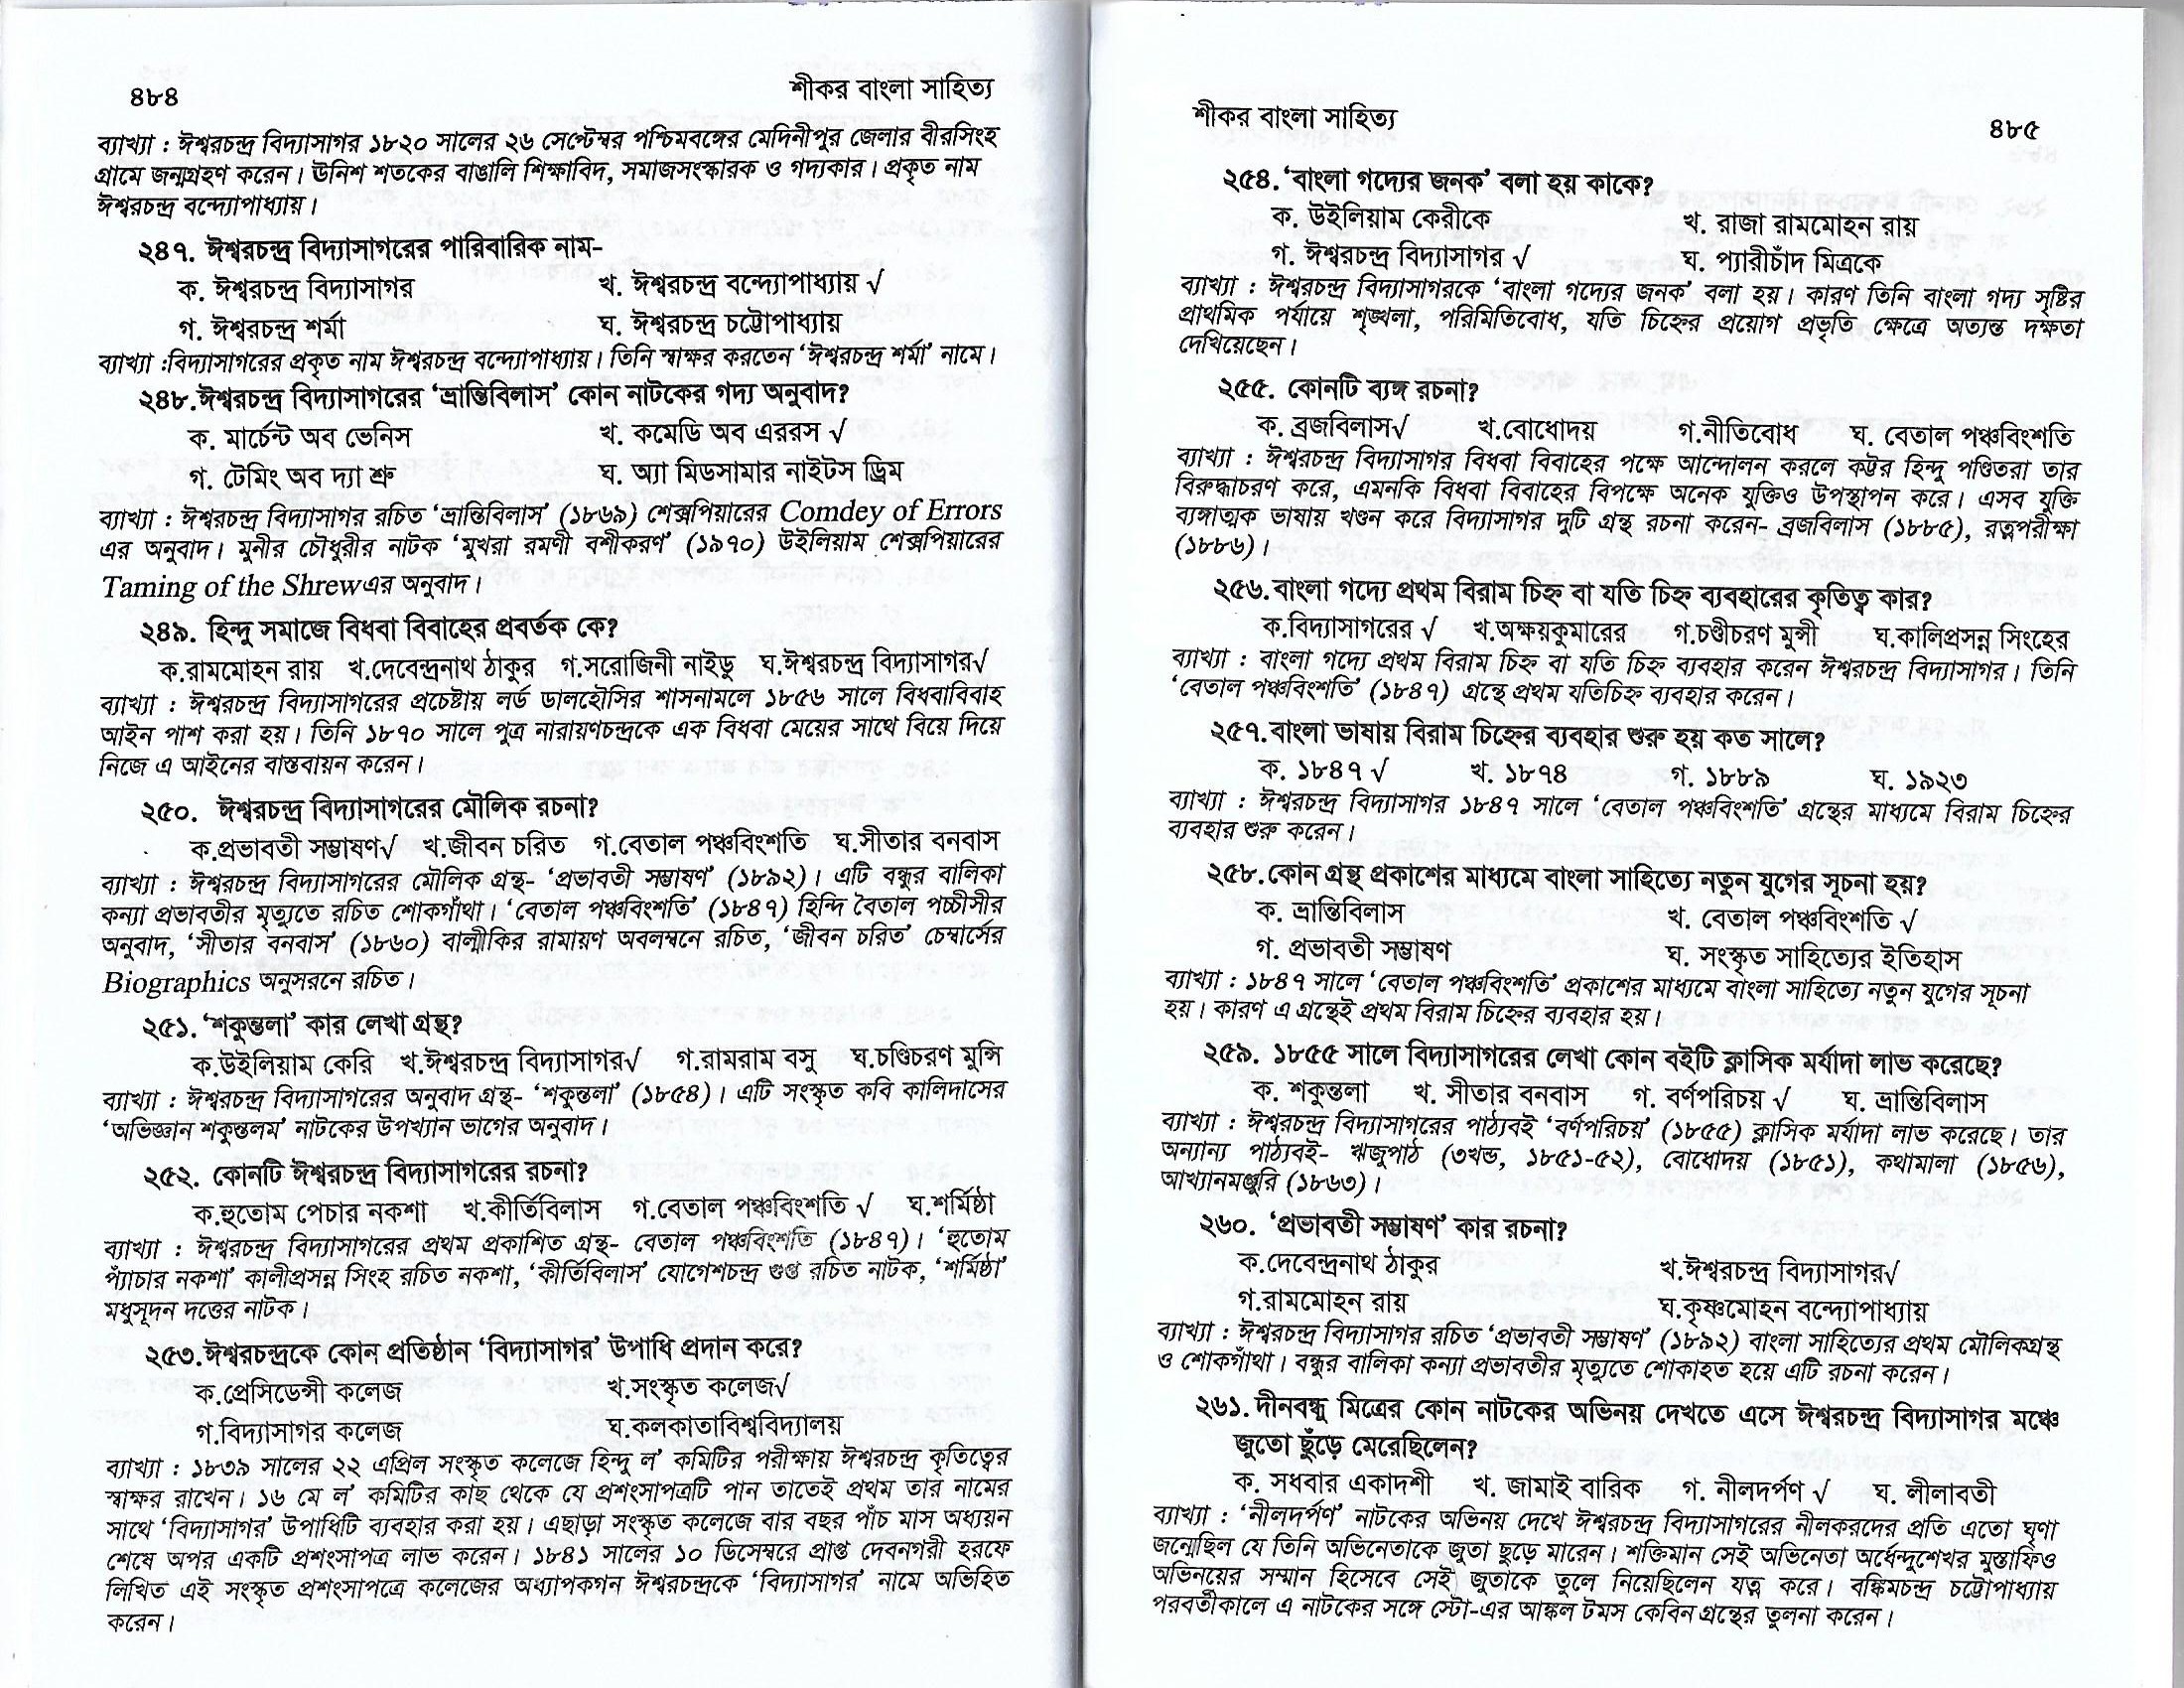 ৪৮৪
শীকর বাংলা সাহিত্য
ব্যাখ্যা : ঈশ্বরচন্দ্র বিদ্যাসাগর ১৮২০ সালের ২৬ সেপ্টেম্বর পশ্চিমবঙ্গের মেদিনীপুর জেলার বীরসিংহ
গ্রামে জন্মগ্রহণ করেন। ঊনিশ শতকের বাঙালি শিক্ষাবিদ, সমাজসংস্কারক ও গদ্যকার। প্রকৃত নাম
ঈশ্বরচন্দ্র বন্দ্যোপাধ্যায়।
২৪৭. ঈশ্বরচন্দ্র বিদ্যাসাগরের পারিবারিক নাম-
ক. ঈশ্বরচন্দ্র বিদ্যাসাগর খ. ঈশ্বরচন্দ্র বন্দ্যোপাধ্যায় √
গ. ঈশ্বরচন্দ্র শর্মা ঘ. ঈশ্বরচন্দ্র চট্টোপাধ্যায়
ব্যাখ্যা :বিদ্যাসাগরের প্রকৃত নাম ঈশ্বরচন্দ্র বন্দ্যোপাধ্যায়। তিনি স্বাক্ষর করতেন ‘ঈশ্বরচন্দ্র শর্মা’ নামে।
২৪৮.ঈশ্বরচন্দ্র বিদ্যাসাগরের ‘ভ্রান্তিবিলাস’ কোন নাটকের গদ্য অনুবাদ?
ক. মার্চেন্ট অব ভেনিস খ. কমেডি অব এররস √
গ. টেমিং অব দ্যা শ্রু ঘ. অ্যা মিডসামার নাইটস ড্রিম
ব্যাখ্যা : ঈশ্বরচন্দ্র বিদ্যাসাগর রচিত ‘ভ্রান্তিবিলাস’ (১৮৬৯) শেক্সপিয়ারের Comdey of Errors
এর অনুবাদ। মুনীর চৌধুরীর নাটক ‘মুখরা রমণী বশীকরণ’ (১৯৭০) উইলিয়াম শেক্সপিয়ারের
Taming of the Shrewএর অনুবাদ।
২৪৯. হিন্দু সমাজে বিধবা বিবাহের প্রবর্তক কে?
ক.রামমোহন রায় খ.দেবেন্দ্রনাথ ঠাকুর গ.সরোজিনী নাইডু ঘ.ঈশ্বরচন্দ্র বিদ্যাসাগর√
ব্যাখ্যা : ঈশ্বরচন্দ্র বিদ্যাসাগরের প্রচেষ্টায় লর্ড ডালহৌসির শাসনামলে ১৮৫৬ সালে বিধবাবিবাহ
আইন পাশ করা হয়। তিনি ১৮৭০ সালে পুত্র নারায়ণচন্দ্রকে এক বিধবা মেয়ের সাথে বিয়ে দিয়ে
নিজে এ আইনের বাস্তবায়ন করেন।
২৫০. ঈশ্বরচন্দ্র বিদ্যাসাগরের মৌলিক রচনা?
ক.প্রভাবতী সম্ভাষণ√ খ.জীবন চরিত গ.বেতাল পঞ্চবিংশতি ঘ.সীতার বনবাস
ব্যাখ্যা : ঈশ্বরচন্দ্র বিদ্যাসাগরের মৌলিক গ্রন্থ- ‘প্রভাবতী সম্ভাষণ’ (১৮৯২)। এটি বন্ধুর বালিকা
কন্যা প্রভাবতীর মৃত্যুতে রচিত শোকগাঁথা। ‘বেতাল পঞ্চবিংশতি’ (১৮৪৭) হিন্দি বৈতাল পচ্চীসীর
অনুবাদ, ‘সীতার বনবাস’ (১৮৬০) বাল্মীকির রামায়ণ অবলম্বনে রচিত, ‘জীবন চরিত’ চেম্বার্সের
Biographics অনুসরনে রচিত।
২৫১. ‘শকুন্তলা’ কার লেখা গ্রন্থ?
ক.উইলিয়াম কেরি খ.ঈশ্বরচন্দ্র বিদ্যাসাগর√ গ.রামরাম বসু ঘ.চণ্ডিচরণ মুন্সি
ব্যাখ্যা : ঈশ্বরচন্দ্র বিদ্যাসাগরের অনুবাদ গ্রন্থ- ‘শকুন্তলা’ (১৮৫৪)। এটি সংস্কৃত কবি কালিদাসের
‘অভিজ্ঞান শকুন্তলম’ নাটকের উপখ্যান ভাগের অনুবাদ।
২৫২. কোনটি ঈশ্বরচন্দ্র বিদ্যাসাগরের রচনা?
ক.হুতোম পেচার নকশা খ.কীর্তিবিলাস গ.বেতাল পঞ্চবিংশতি √ ঘ.শর্মিষ্ঠা
ব্যাখ্যা : ঈশ্বরচন্দ্র বিদ্যাসাগরের প্রথম প্রকাশিত গ্রন্থ- বেতাল পঞ্চবিংশতি (১৮৪৭)। ‘হুতোম
প্যাঁচার নকশা’ কালীপ্রসন্ন সিংহ রচিত নকশা, ‘কীর্তিবিলাস’ যোগেশচন্দ্র গুপ্ত রচিত নাটক, ‘শর্মিষ্ঠা’
মধুসূদন দত্তের নাটক।
২৫৩.ঈশ্বরচন্দ্রকে কোন প্রতিষ্ঠান ‘বিদ্যাসাগর’ উপাধি প্রদান করে?
ক.প্রেসিডেন্সী কলেজ খ.সংস্কৃত কলেজ√
গ.বিদ্যাসাগর কলেজ ঘ.কলকাতাবিশ্ববিদ্যালয়
ব্যাখ্যা : ১৮৩৯ সালের ২২ এপ্রিল সংস্কৃত কলেজে হিন্দু ল’ কমিটির পরীক্ষায় ঈশ্বরচন্দ্র কৃতিত্বের
স্বাক্ষর রাখেন। ১৬ মে ল’ কমিটির কাছ থেকে যে প্রশংসাপত্রটি পান তাতেই প্রথম তার নামের
সাথে ‘বিদ্যাসাগর’ উপাধিটি ব্যবহার করা হয়। এছাড়া সংস্কৃত কলেজে বার বছর পাঁচ মাস অধ্যয়ন
শেষে অপর একটি প্রশংসাপত্র লাভ করেন। ১৮৪১ সালের ১০ ডিসেম্বরে প্রাপ্ত দেবনগরী হরফে
লিখিত এই সংস্কৃত প্রশংসাপত্রে কলেজের অধ্যাপকগন ঈশ্বরচন্দ্রকে ‘বিদ্যাসাগর’ নামে অভিহিত
করেন।
শীকর বাংলা সাহিত্য
৪৮৫
২৫৪. ‘বাংলা গদ্যের জনক’ বলা হয় কাকে?
ক. উইলিয়াম কেরীকে খ. রাজা রামমোহন রায়
গ. ঈশ্বরচন্দ্র বিদ্যাসাগর √ ঘ. প্যারীচাঁদ মিত্রকে
ব্যাখ্যা : ঈশ্বরচন্দ্র বিদ্যাসাগরকে ‘বাংলা গদ্যের জনক’ বলা হয়। কারণ তিনি বাংলা গদ্য সৃষ্টির
প্রাথমিক পর্যায়ে শৃঙ্খলা, পরিমিতিবোধ, যতি চিহ্নের প্রয়োগ প্রভৃতি ক্ষেত্রে অত্যন্ত দক্ষতা
দেখিয়েছেন।
২৫৫. কোনটি ব্যঙ্গ রচনা?
ক. ব্রজবিলাস√ খ.বোধোদয় গ.নীতিবোধ ঘ. বেতাল পঞ্চবিংশতি
ব্যাখ্যা : ঈশ্বরচন্দ্র বিদ্যাসাগর বিধবা বিবাহের পক্ষে আন্দোলন করলে কট্টর হিন্দু পণ্ডিতরা তার
বিরুদ্ধাচরণ করে, এমনকি বিধবা বিবাহের বিপক্ষে অনেক যুক্তিও উপস্থাপন করে। এসব যুক্তি
ব্যঙ্গাত্মক ভাষায় খণ্ডন করে বিদ্যাসাগর দুটি গ্রন্থ রচনা করেন- ব্রজবিলাস (১৮৮৫), রত্নপরীক্ষা
(১৮৮৬)।
২৫৬.বাংলা গদ্যে প্রথম বিরাম চিহ্ন বা যতি চিহ্ন ব্যবহারের কৃতিত্ব কার?
ক.বিদ্যাসাগরের √ খ.অক্ষয়কুমারের গ.চণ্ডীচরণ মুন্সী ঘ.কালিপ্রসন্ন সিংহের
ব্যাখ্যা : বাংলা গদ্যে প্রথম বিরাম চিহ্ন বা যতি চিহ্ন ব্যবহার করেন ঈশ্বরচন্দ্র বিদ্যাসাগর। তিনি
‘বেতাল পঞ্চবিংশতি’ (১৮৪৭) গ্রন্থে প্রথম যতিচিহ্ন ব্যবহার করেন।
২৫৭.বাংলা ভাষায় বিরাম চিহ্নের ব্যবহার শুরু হয় কত সালে?
ক. ১৮৪৭ √ খ. ১৮৭৪ গ. ১৮৮৯ ঘ. ১৯২৩
ব্যাখ্যা : ঈশ্বরচন্দ্র বিদ্যাসাগর ১৮৪৭ সালে ‘বেতাল পঞ্চবিংশতি’ গ্রন্থের মাধ্যমে বিরাম চিহ্নের
ব্যবহার শুরু করেন।
২৫৮.কোন গ্রন্থ প্রকাশের মাধ্যমে বাংলা সাহিত্যে নতুন যুগের সূচনা হয়?
ক. ভ্রান্তিবিলাস খ. বেতাল পঞ্চবিংশতি √
গ. প্রভাবতী সম্ভাষণ ঘ. সংস্কৃত সাহিত্যের ইতিহাস
ব্যাখ্যা : ১৮৪৭ সালে ‘বেতাল পঞ্চবিংশতি’ প্রকাশের মাধ্যমে বাংলা সাহিত্যে নতুন যুগের সূচনা
হয়। কারণ এ গ্রন্থেই প্রথম বিরাম চিহ্নের ব্যবহার হয়।
২৫৯. ১৮৫৫ সালে বিদ্যাসাগরের লেখা কোন বইটি ক্লাসিক মর্যাদা লাভ করেছে?
ক. শকুন্তলা খ. সীতার বনবাস গ. বর্ণপরিচয় √ ঘ. ভ্রান্তিবিলাস
ব্যাখ্যা : ঈশ্বরচন্দ্র বিদ্যাসাগরের পাঠ্যবই ‘বর্ণপরিচয়’ (১৮৫৫) ক্লাসিক মর্যাদা লাভ করেছে। তার
অন্যান্য পাঠ্যবই- ঋজুপাঠ (৩খন্ড, ১৮৫১-৫২), বোধোদয় (১৮৫১), কথামালা (১৮৫৬),
আখ্যানমঞ্জুরি (১৮৬৩)।
২৬০. ‘প্রভাবতী সম্ভাষণ’ কার রচনা?
ক.দেবেন্দ্রনাথ ঠাকুর খ.ঈশ্বরচন্দ্র বিদ্যাসাগর√
গ.রামমোহন রায় ঘ.কৃষ্ণমোহন বন্দ্যোপাধ্যায়
ব্যাখ্যা : ঈশ্বরচন্দ্র বিদ্যাসাগর রচিত ‘প্রভাবতী সম্ভাষণ’ (১৮৯২) বাংলা সাহিত্যের প্রথম মৌলিকগ্রন্থ
ও শোকগাঁথা। বন্ধুর বালিকা কন্যা প্রভাবতীর মৃত্যুতে শোকাহত হয়ে এটি রচনা করেন।
২৬১. দীনবন্ধু মিত্রের কোন নাটকের অভিনয় দেখতে এসে ঈশ্বরচন্দ্র বিদ্যাসাগর মঞ্চে
জুতো ছুঁড়ে মেরেছিলেন?
ক. সধবার একাদশী খ. জামাই বারিক গ. নীলদর্পণ √ ঘ. লীলাবতী
ব্যাখ্যা : ‘নীলদর্পণ’ নাটকের অভিনয় দেখে ঈশ্বরচন্দ্র বিদ্যাসাগরের নীলকরদের প্রতি এতো ঘৃণা
জন্মেছিল যে তিনি অভিনেতাকে জুতা ছুড়ে মারেন। শক্তিমান সেই অভিনেতা অর্ধেন্দুশেখর মুস্তাফিও
অভিনয়ের সম্মান হিসেবে সেই জুতাকে তুলে নিয়েছিলেন যত্ন করে। বঙ্কিমচন্দ্র চট্টোপাধ্যায়
পরবর্তীকালে এ নাটকের সঙ্গে স্টো-এর আঙ্কল টমস কেবিন গ্রন্থের তুলনা করেন।